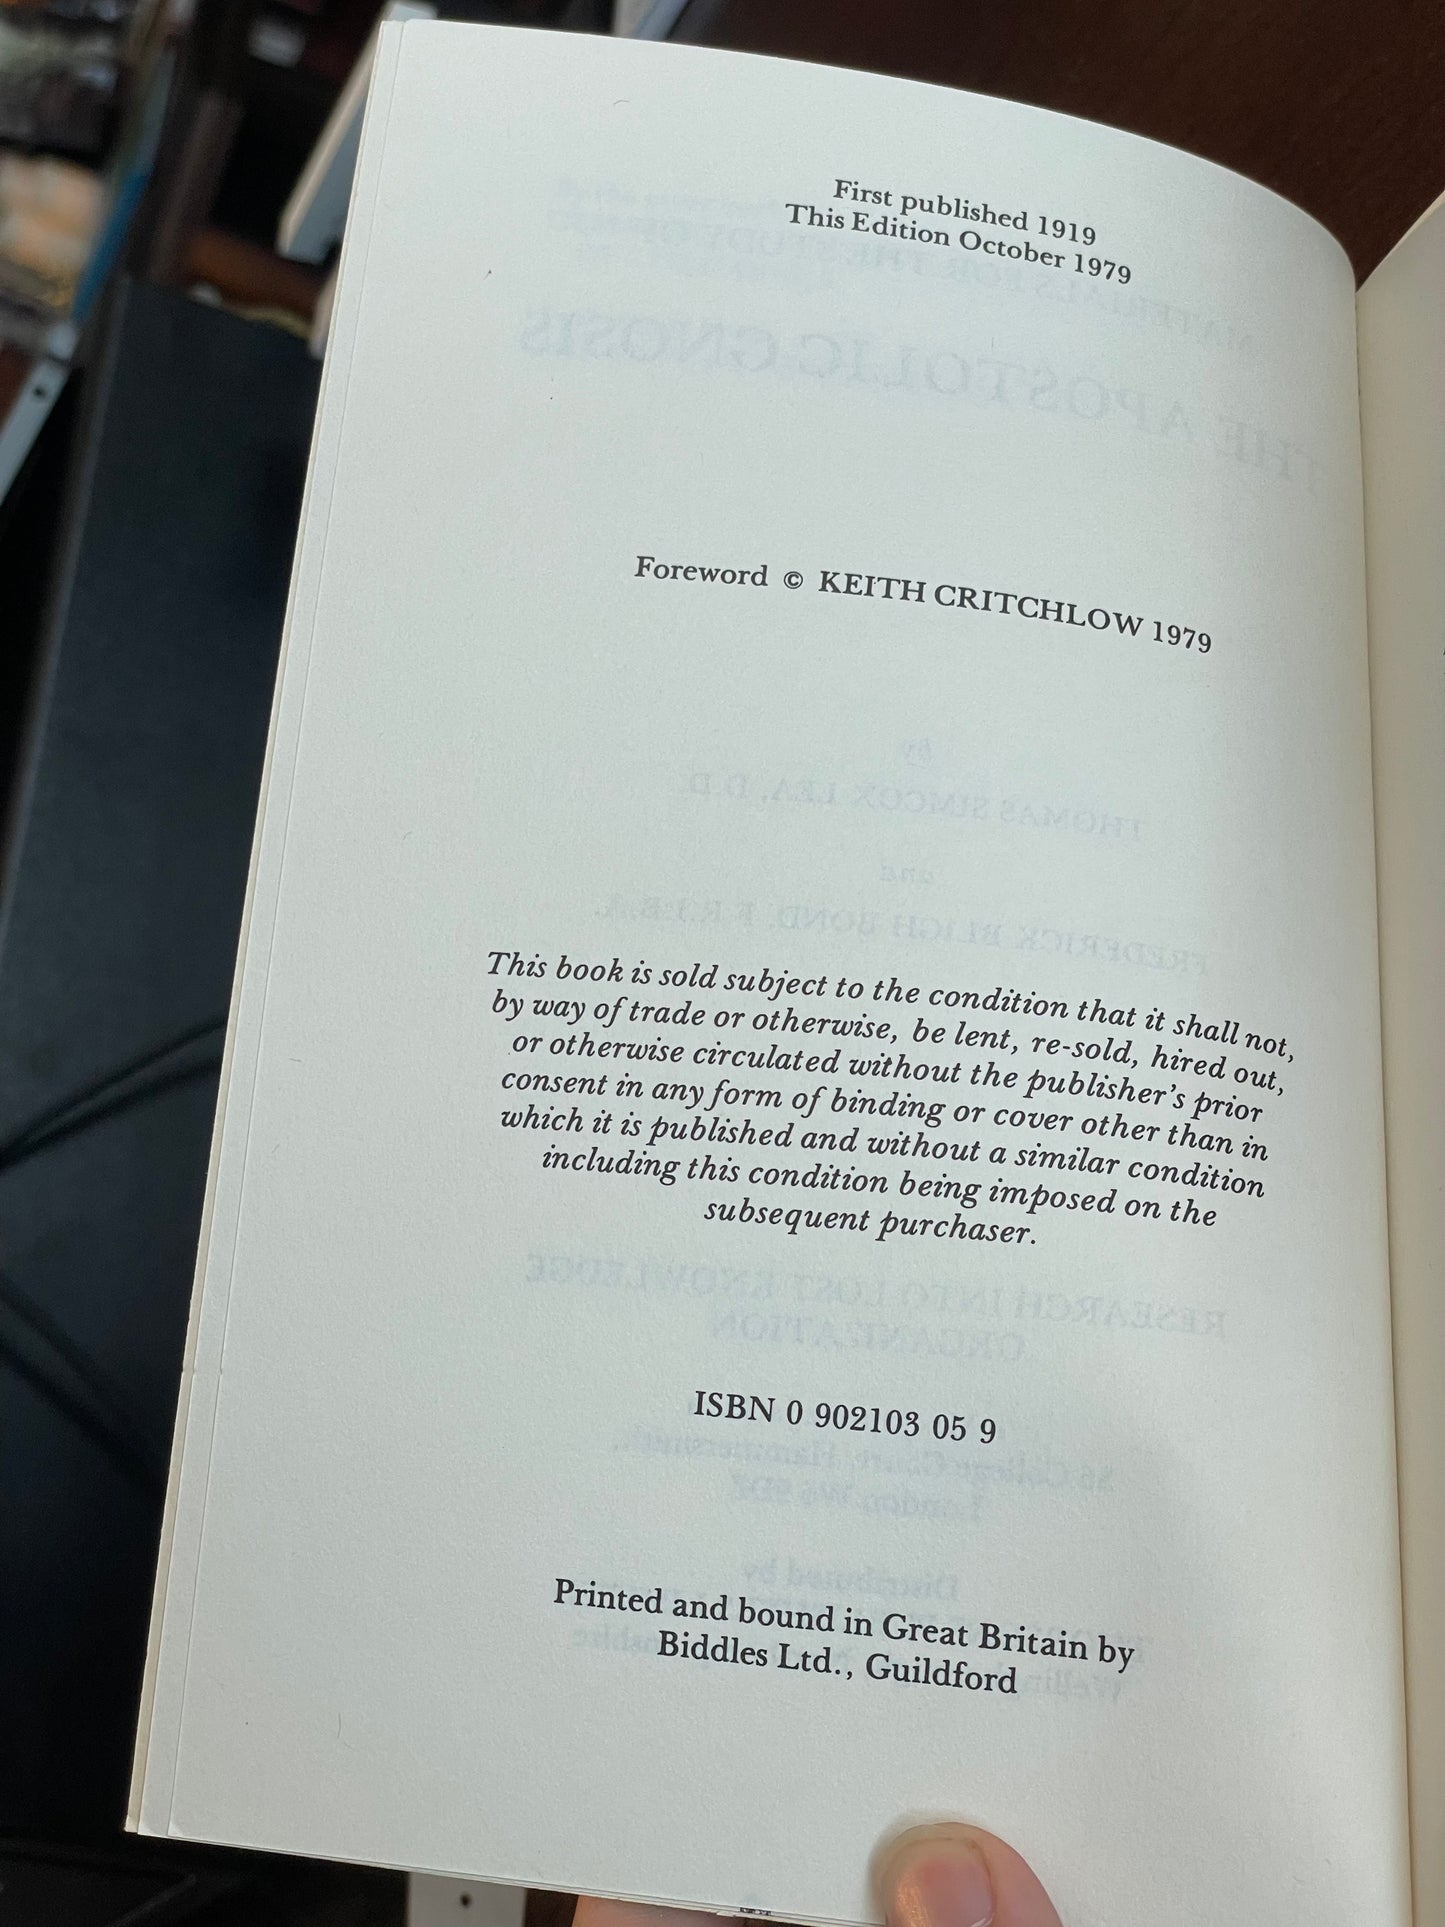 First published 1919
This Edition October 1979
Foreword © KEITH CRITCHLOW 1979
This book is sold subject to the condition that it shall not,
by way of trade or otherwise, be lent, re-sold, hired out,
or otherwise circulated without the publisher's prior
consent in any form of binding or cover other than in
which it is published and without a similar condition
including this condition being imposed on the
subsequent purchaser.
ISBN 0 902103 05 9
Printed and bound in Great Britain by
Biddles Ltd., Guildford